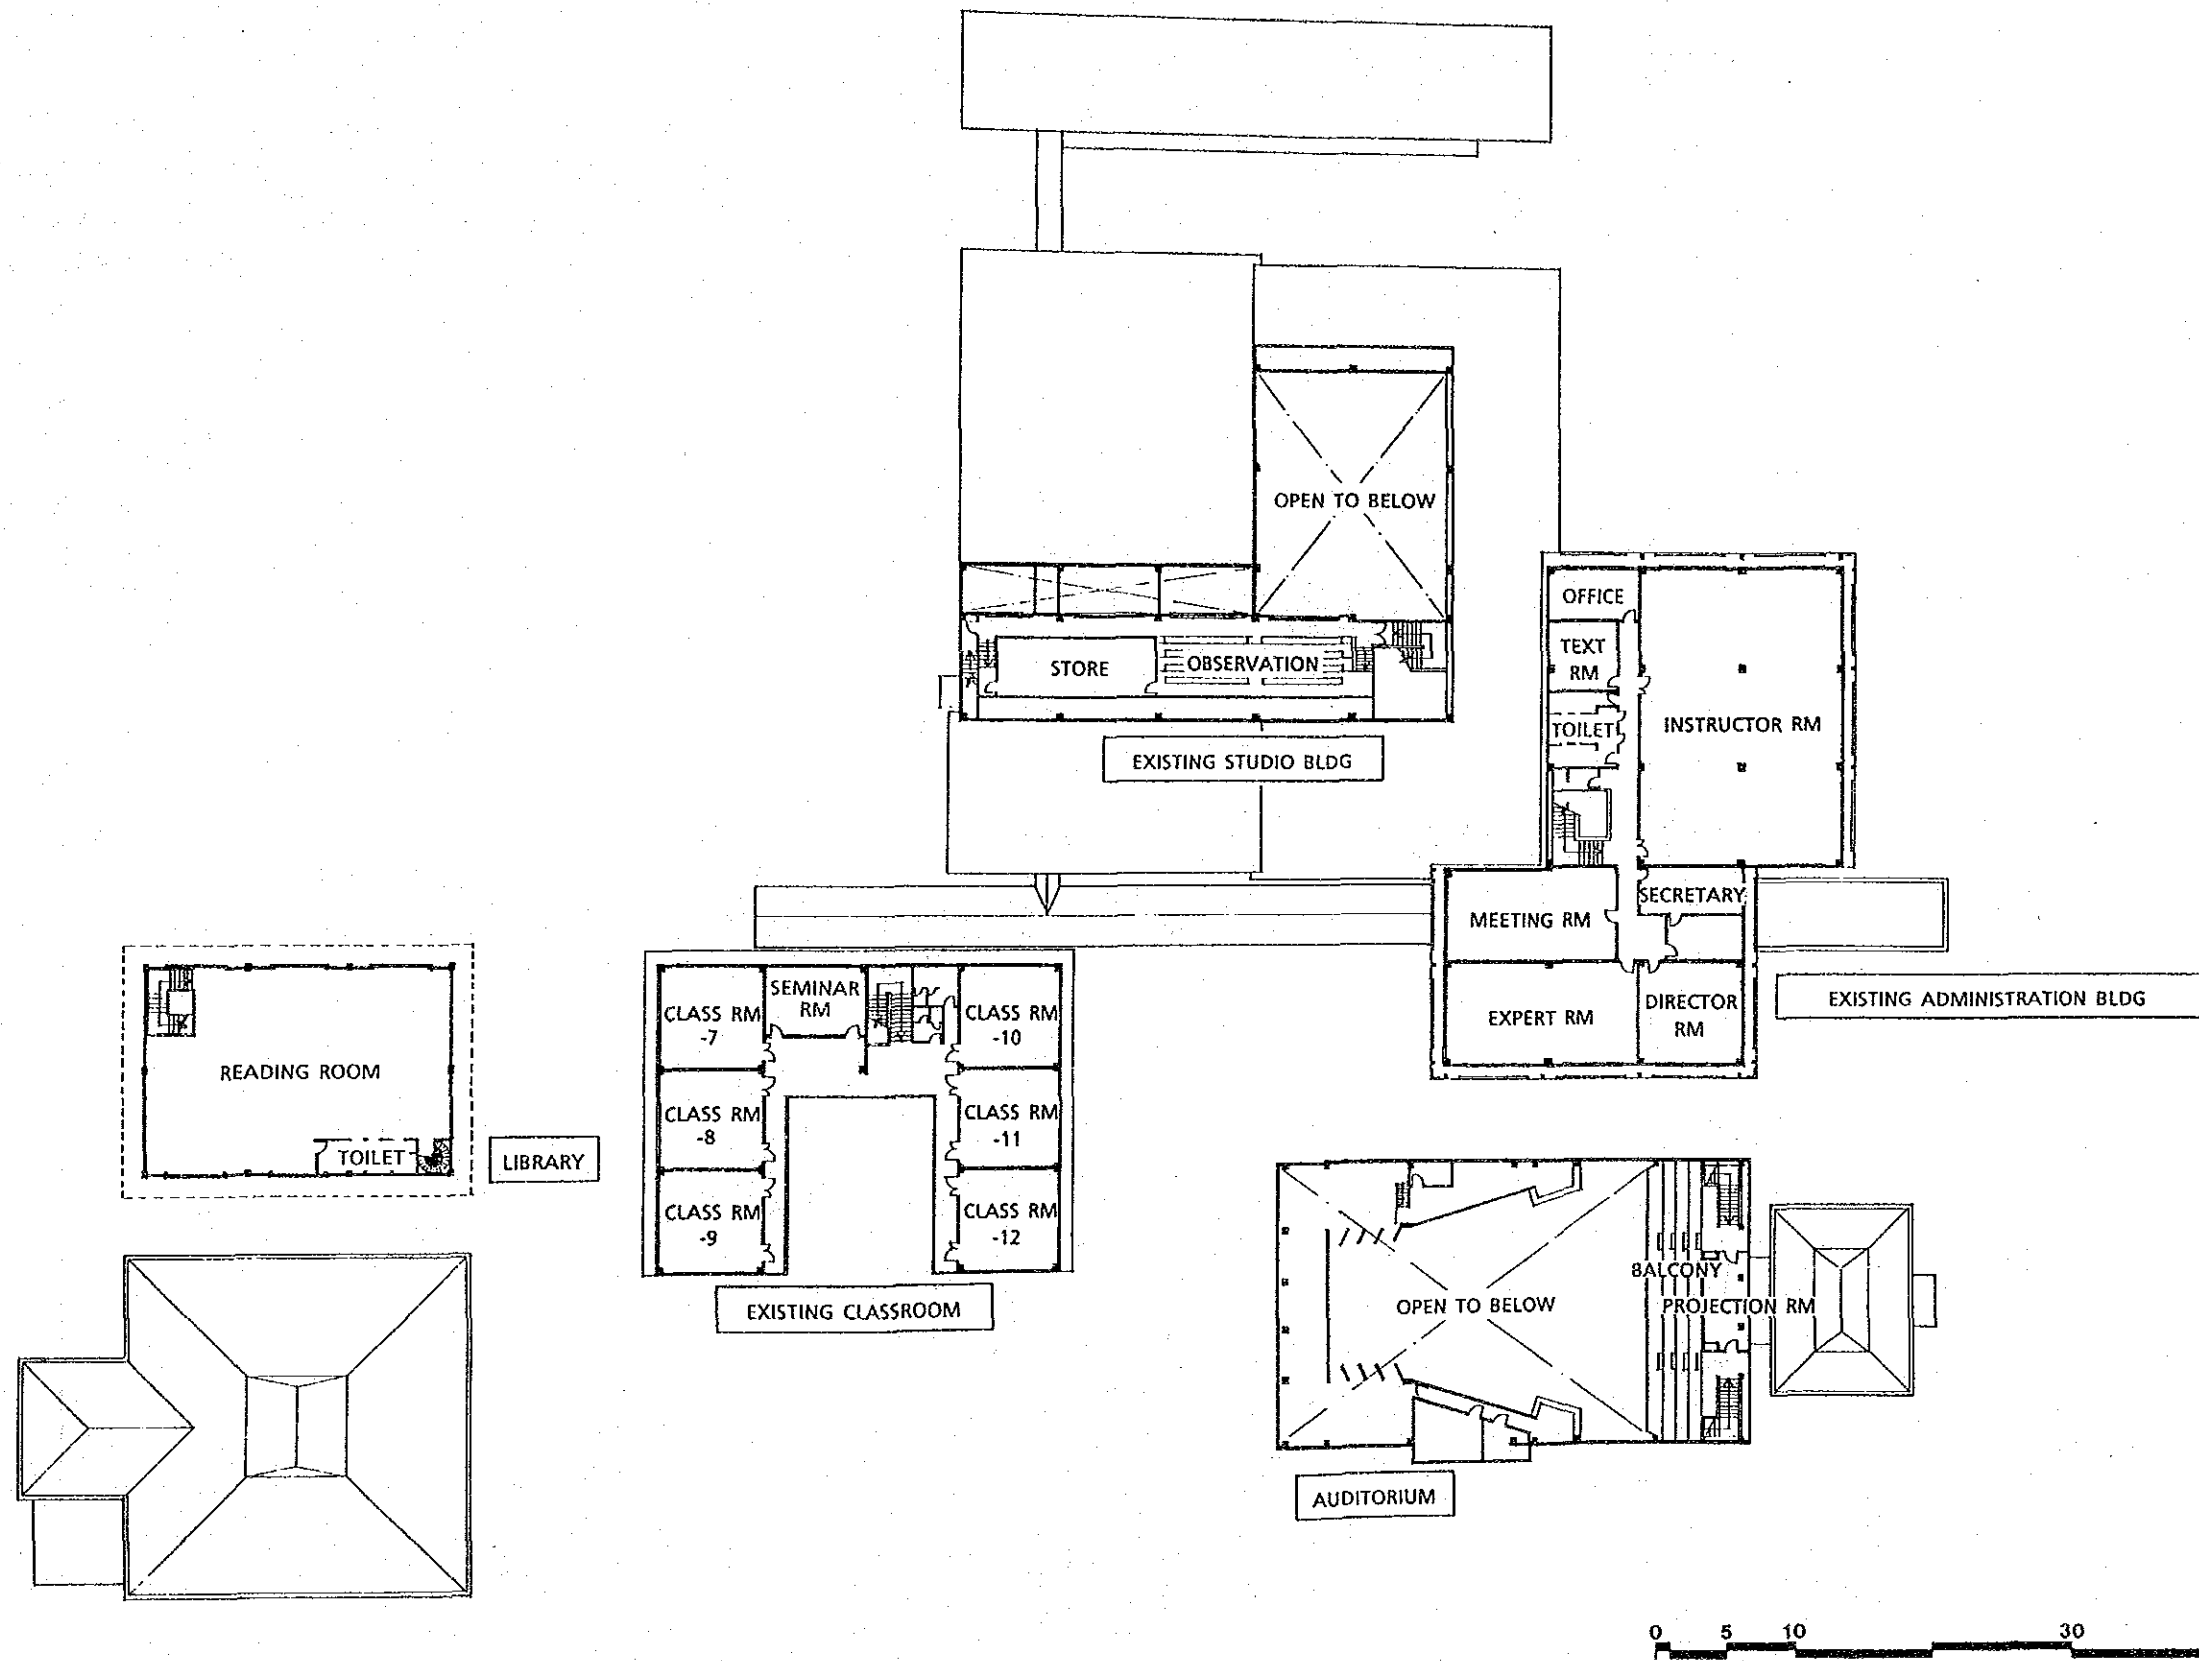 OPEN TO BELOW
STORE
OBSERVATION
EXISTING STUDIO BLDG
OFFICE
TEXT
RM
TOILET
INSTRUCTOR RM
SECRETARY
MEETING RM
EXPERT RM
DIRECTOR
RM
EXISTING ADMINISTRATION BLDG
READING ROOM
TOILET
LIBRARY
CLASS RM
-7
SEMINAR
RM
CLASS RM
-10
CLASS RM
-8
CLASS RM
-11
CLASS RM
-9
CLASS RM
-12
EXISTING CLASSROOM
BALCONY
OPEN TO BELOW
PROJECTION RM
AUDITORIUM
0 5 10 30